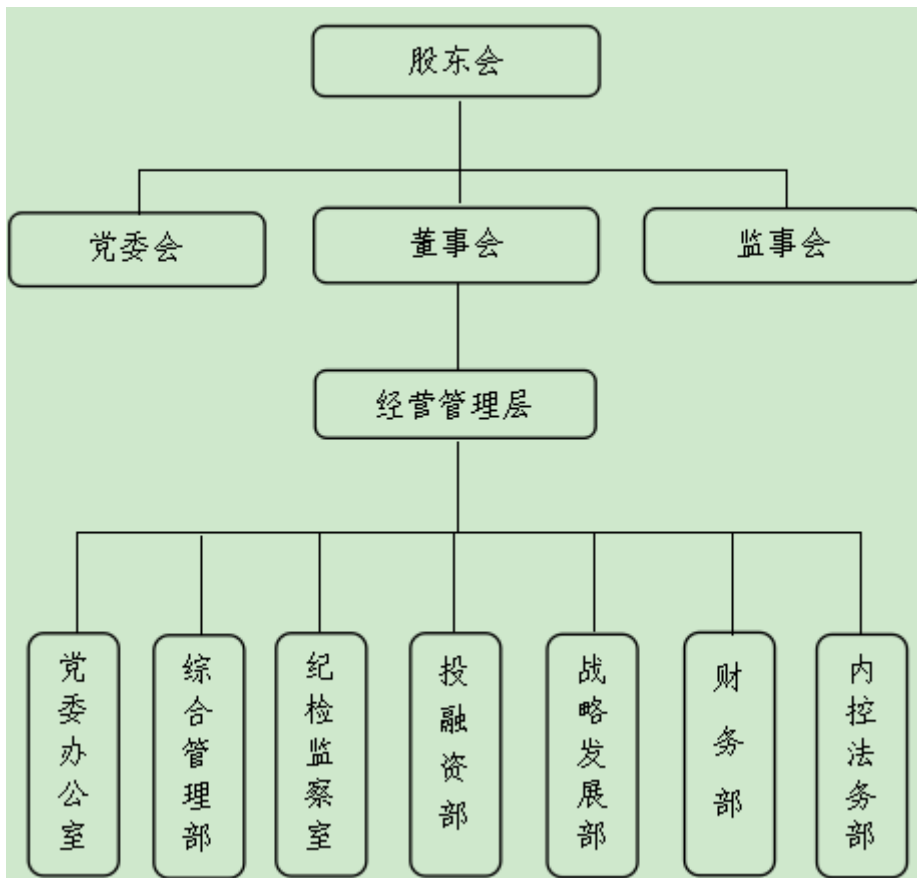 股东会
党委会
董事会
监事会
经营管理层
党委办公室
综合管理部
纪检监察室
投融资部
战略发展部
财务部
内控法务部